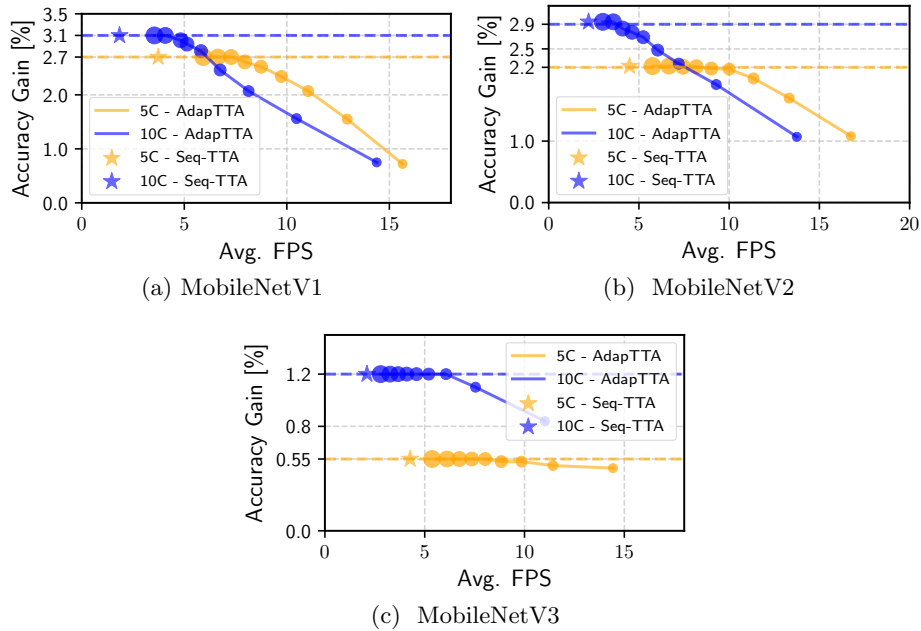 3.5
3.1
2.7
2.0
1.0
0.0
Accuracy Gain [%]
5C - AdapTTA
10C - AdapTTA
5C - Seq-TTA
10C - Seq-TTA
0 5 10 15
Avg. FPS
(a) MobileNetV1
2.9
2.5
2.2
1.0
0.0
Accuracy Gain [%]
5C - AdapTTA
10C - AdapTTA
5C - Seq-TTA
10C - Seq-TTA
0 5 10 15 20
Avg. FPS
(b) MobileNetV2
1.2
0.8
0.55
0.0
Accuracy Gain [%]
5C - AdapTTA
10C - AdapTTA
5C - Seq-TTA
10C - Seq-TTA
0 5 10 15
Avg. FPS
(c) MobileNetV3